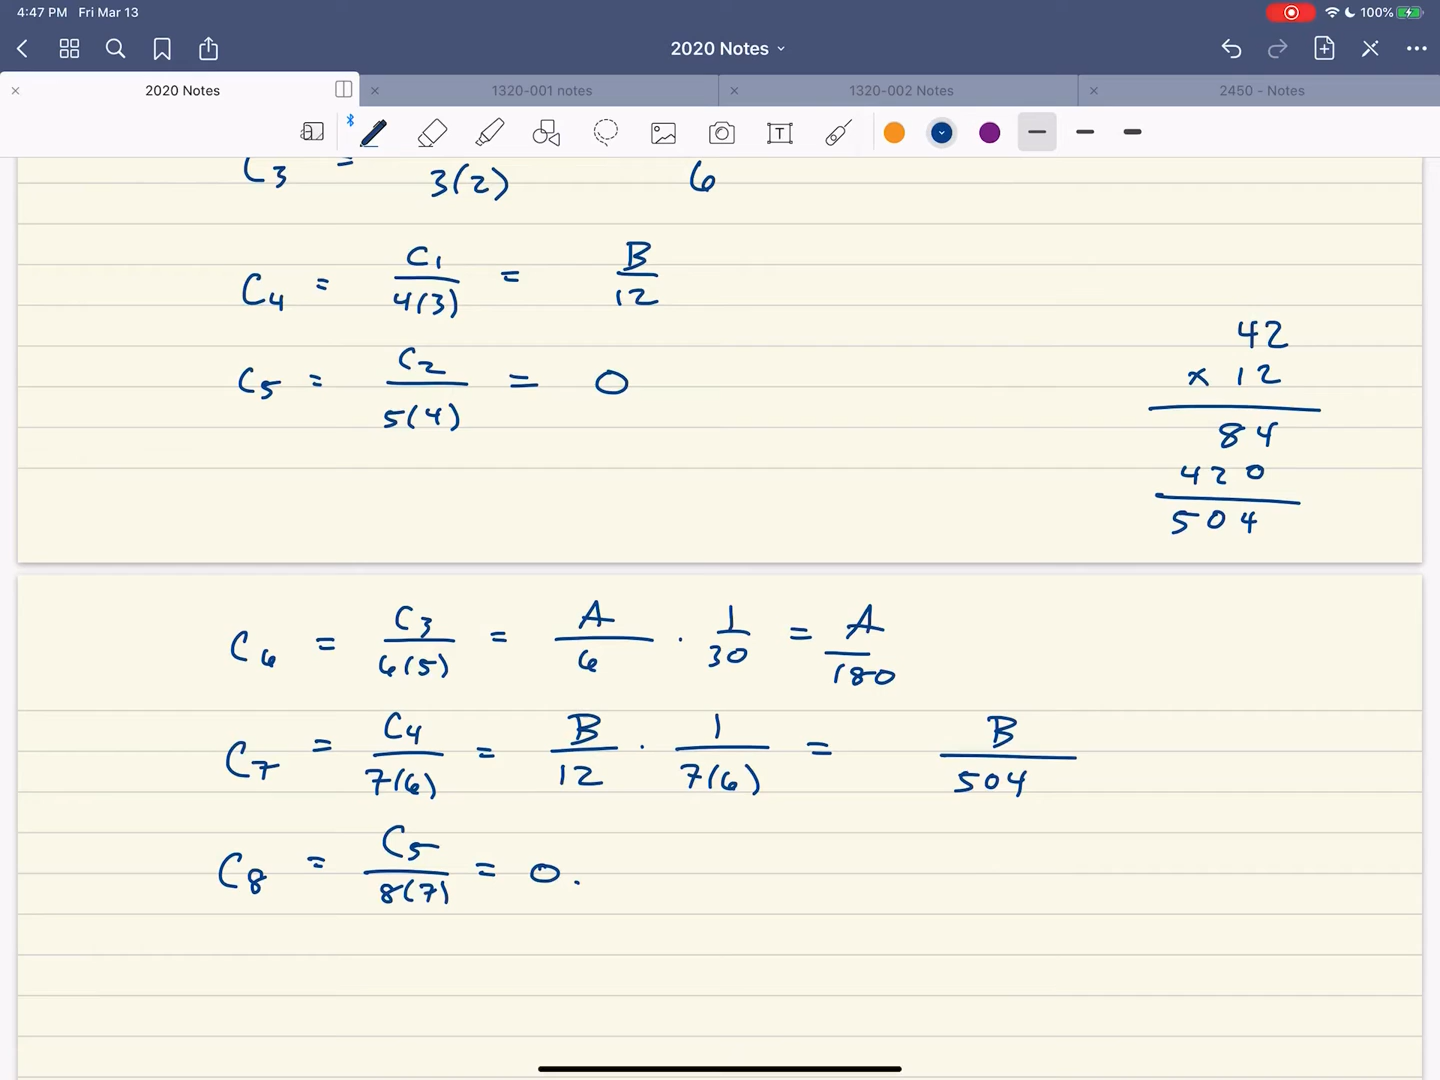 4:47 PM Fri Mar 13 100%
2020 Notes
2020 Notes 1320-001 notes 1320-002 Notes 2450 - Notes
C₃ = 3(2) 6
C₄ = C₁ / 4(3) = B / 12
C₅ = C₂ / 5(4) = 0
42
x 12
84
420
504
C₆ = C₃ / 6(5) = A / 6 · 1 / 30 = A / 180
C₇ = C₄ / 7(6) = B / 12 · 1 / 7(6) = B / 504
C₈ = C₅ / 8(7) = 0.